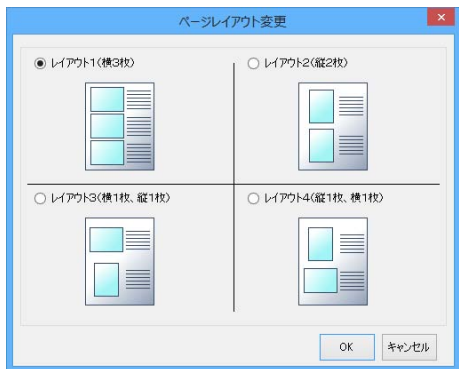 ページレイアウト変更
レイアウト1(横3枚)
レイアウト2(縦2枚)
レイアウト3(横1枚、縦1枚)
レイアウト4(縦1枚、横1枚)
OK
キャンセル